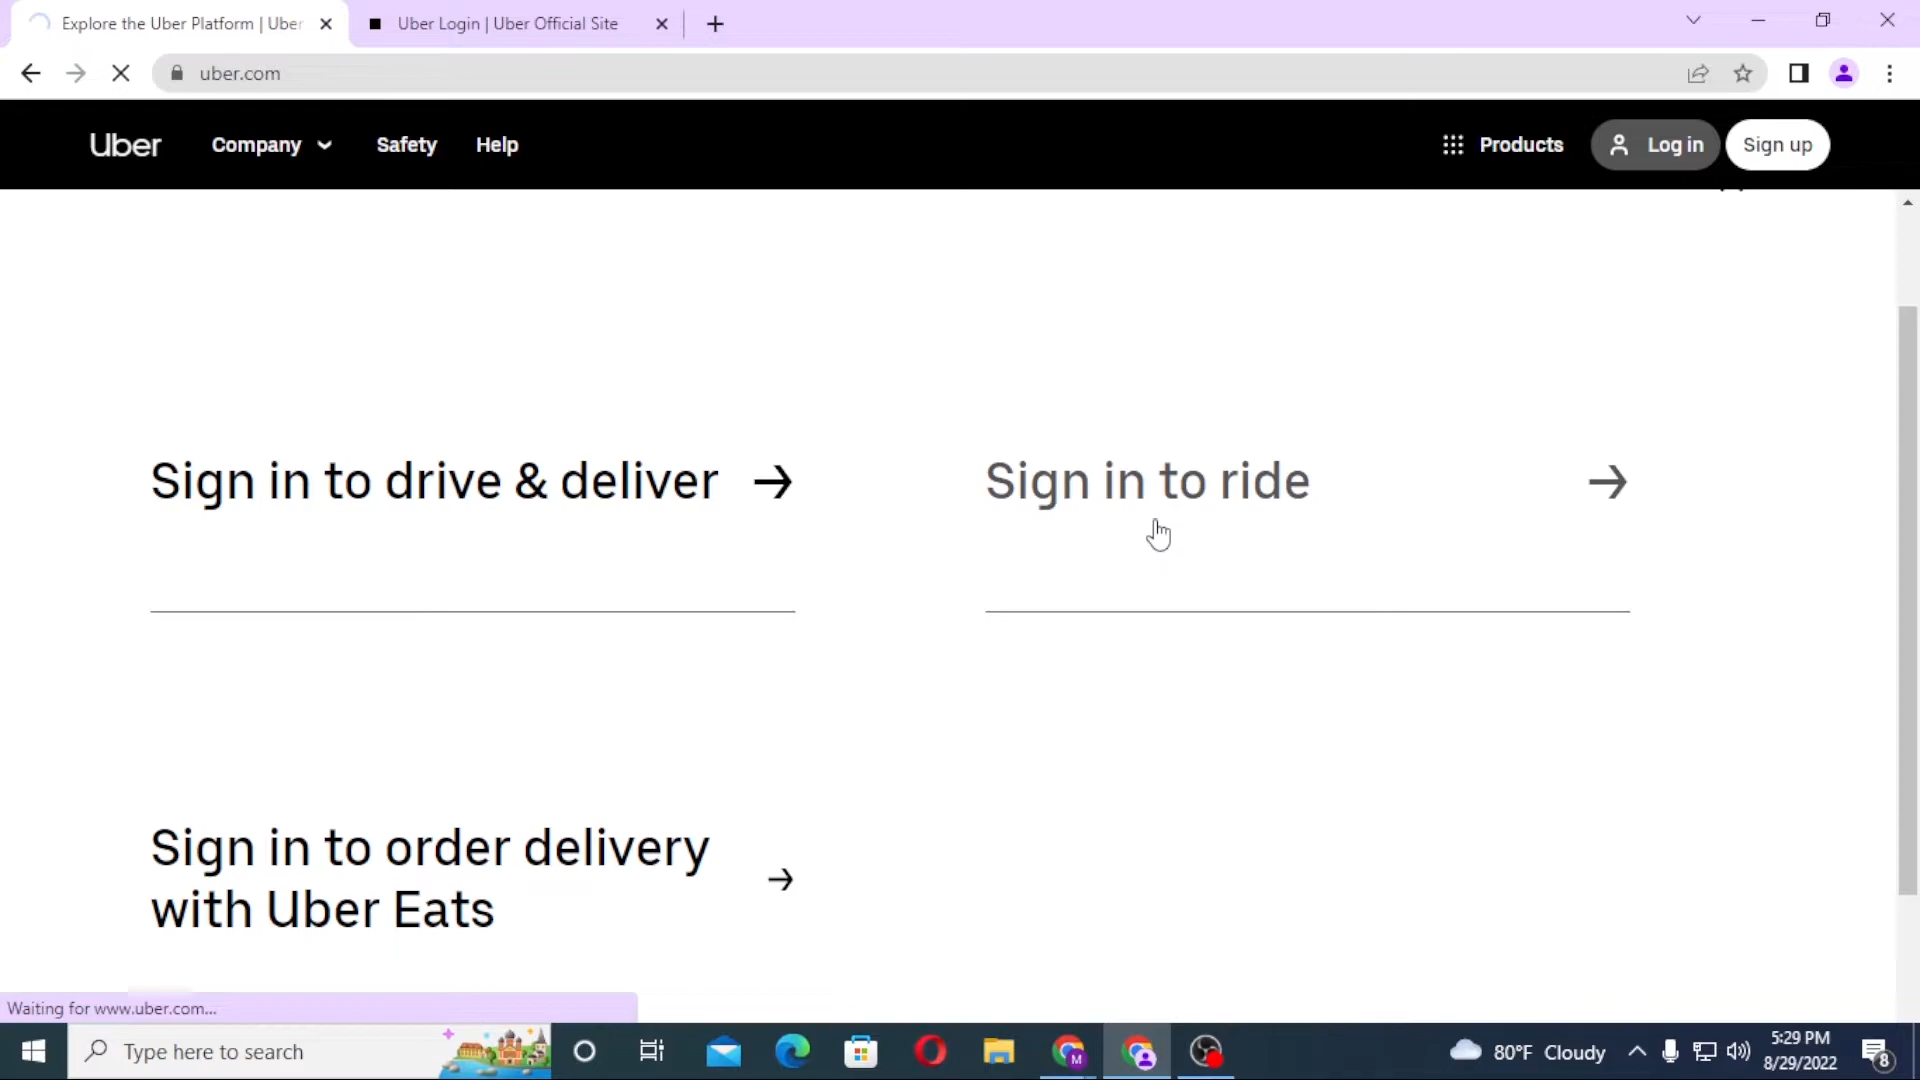 Explore the Uber Platform | Uber
Uber Login | Uber Official Site
uber.com
Uber
Company
Safety
Help
Products
Log in
Sign up
Sign in to drive & deliver
Sign in to ride
Sign in to order delivery
with Uber Eats
Waiting for www.uber.com...
Type here to search
M
80°F Cloudy
5:29 PM
8/29/2022
8